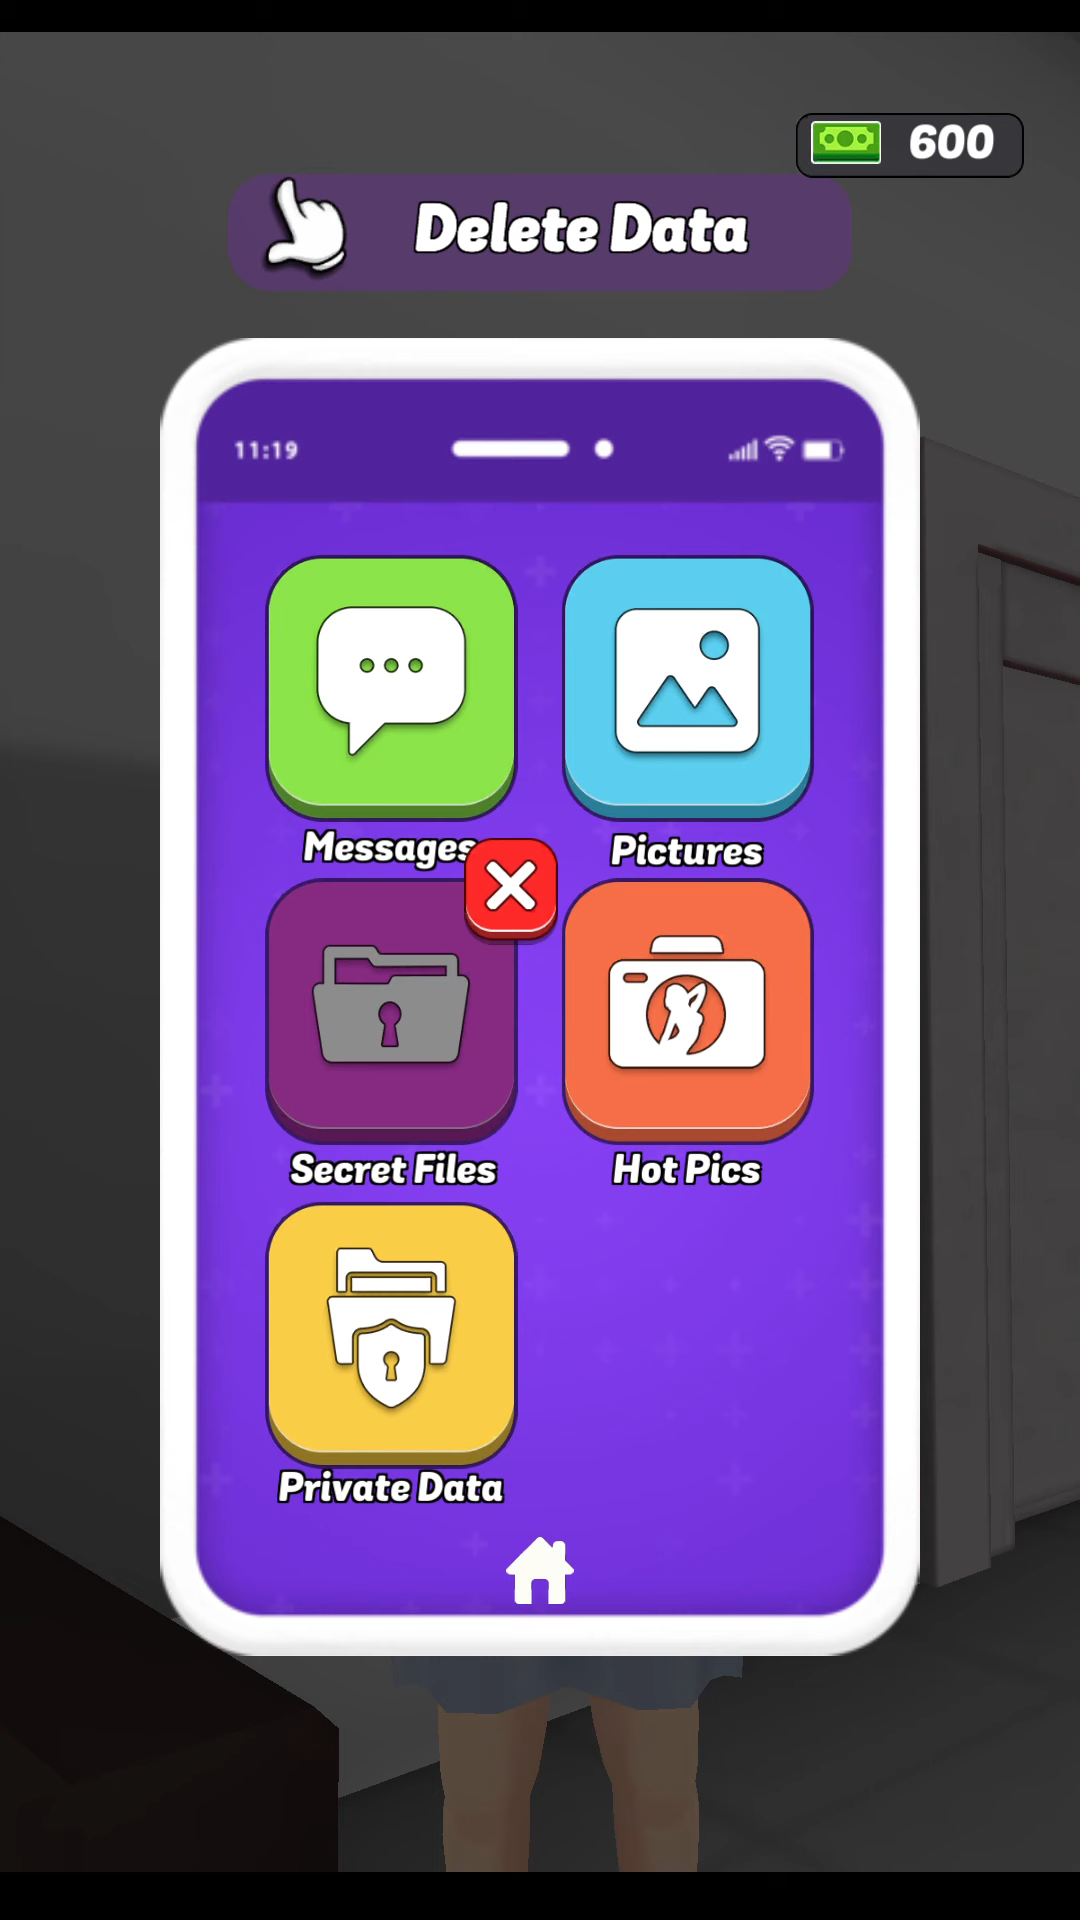 600
Delete Data
11:19
Messages
Pictures
Secret Files
Hot Pics
Private Data